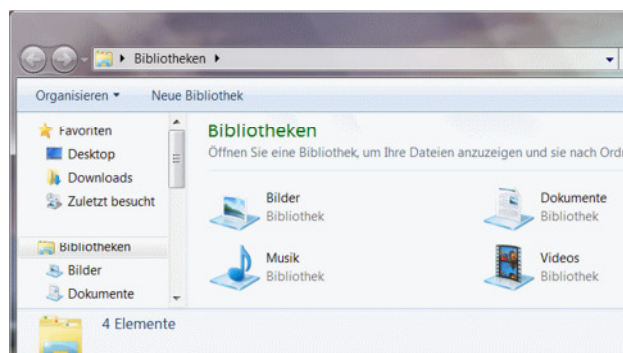 Bibliotheken
Organisieren Neue Bibliothek
Favoriten
Desktop
Downloads
Zuletzt besucht
Bibliotheken
Bilder
Dokumente
Bibliotheken
Öffnen Sie eine Bibliothek, um Ihre Dateien anzuzeigen und sie nach
Bilder
Bibliothek
Dokumente
Bibliothek
Musik
Bibliothek
Videos
Bibliothek
4 Elemente